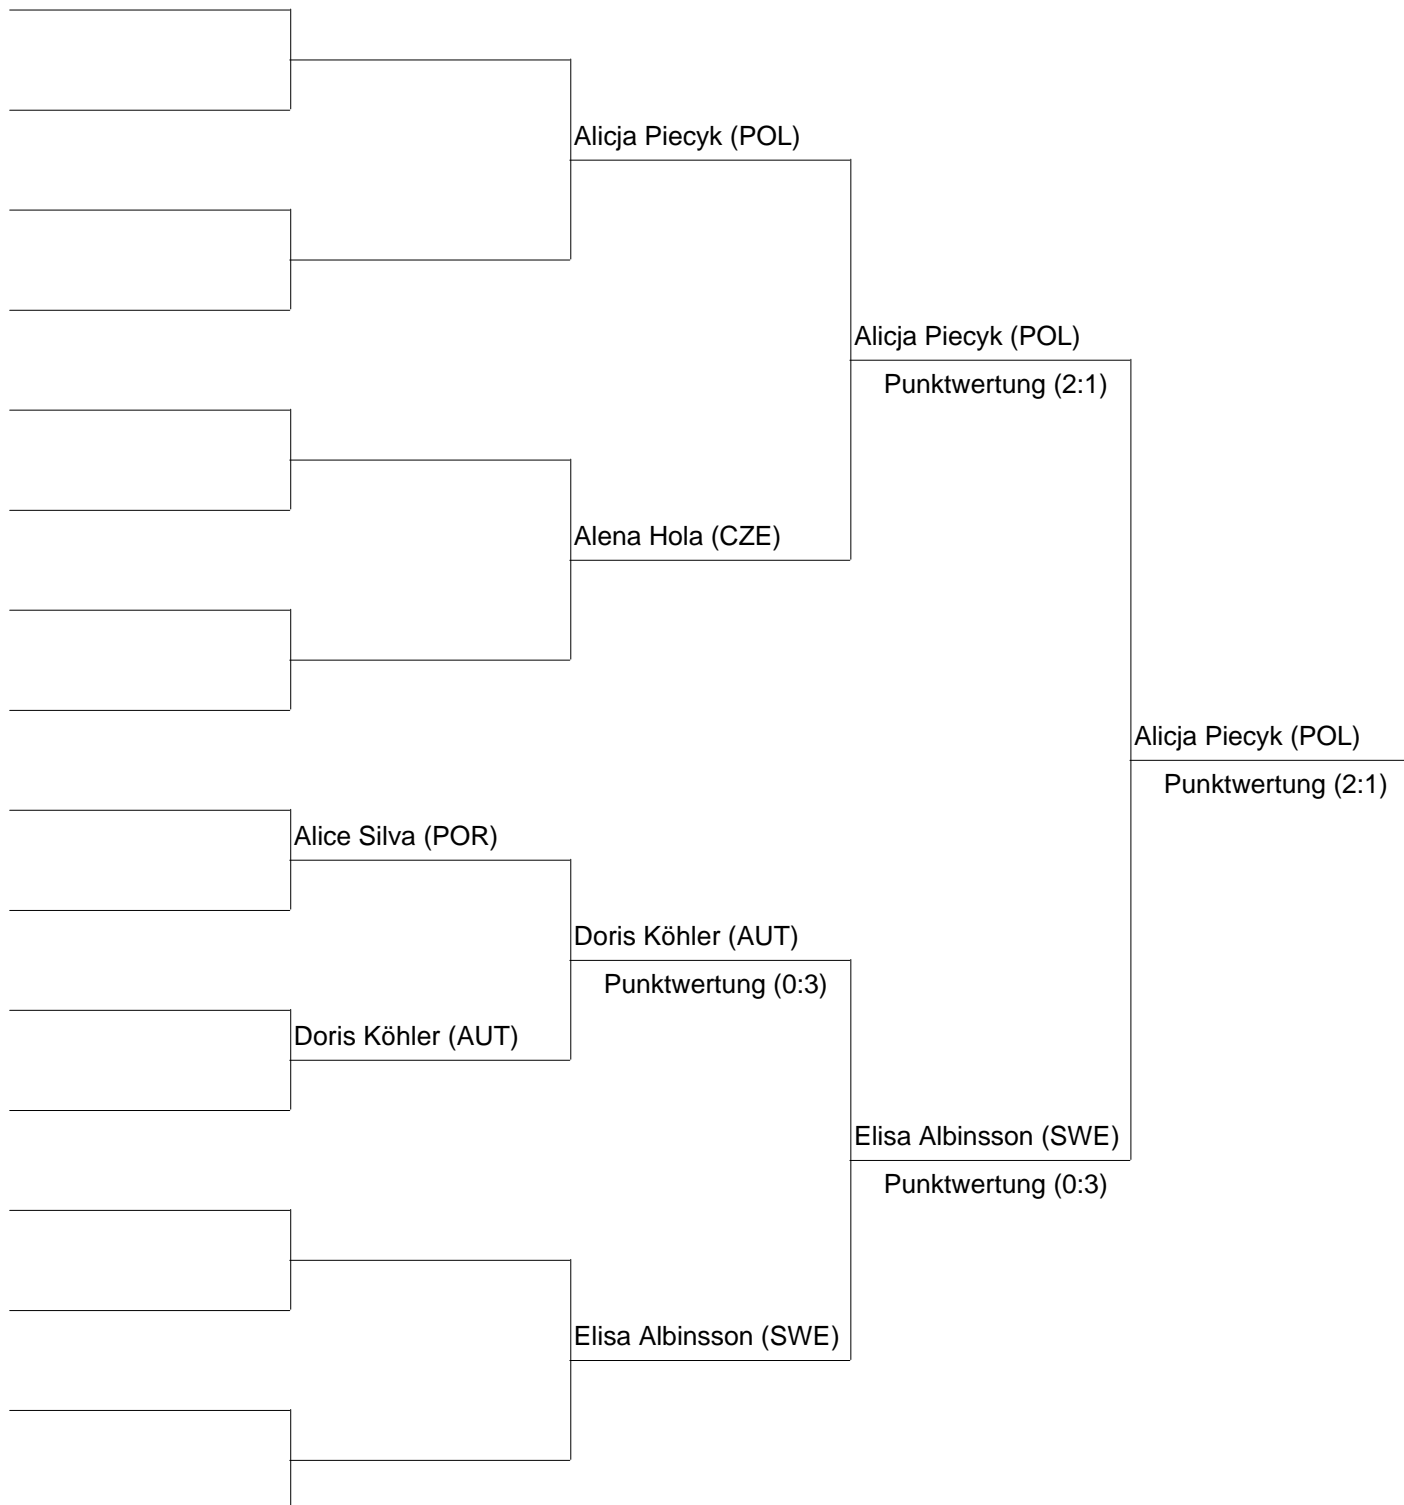 Alicja Piecyk (POL)
Alicja Piecyk (POL)
Punktwertung (2:1)
Alena Hola (CZE)
Alicja Piecyk (POL)
Punktwertung (2:1)
Alice Silva (POR)
Doris Köhler (AUT)
Punktwertung (0:3)
Doris Köhler (AUT)
Elisa Albinsson (SWE)
Punktwertung (0:3)
Elisa Albinsson (SWE)